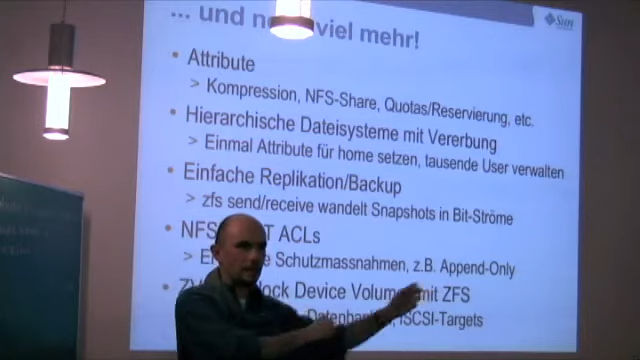 ... und viel mehr!
Sun
• Attribute
> Kompression, NFS-Share, Quotas/Reservierung, etc.
• Hierarchische Dateisysteme mit Vererbung
> Einmal Attribute für home setzen, tausende User verwalten
• Einfache Replikation/Backup
> zfs send/receive wandelt Snapshots in Bit-Ströme
• NFS ACLs
> Schutzmassnahmen, z.B. Append-Only
• Device Volumes mit ZFS
> Datenbanken, iSCSI-Targets